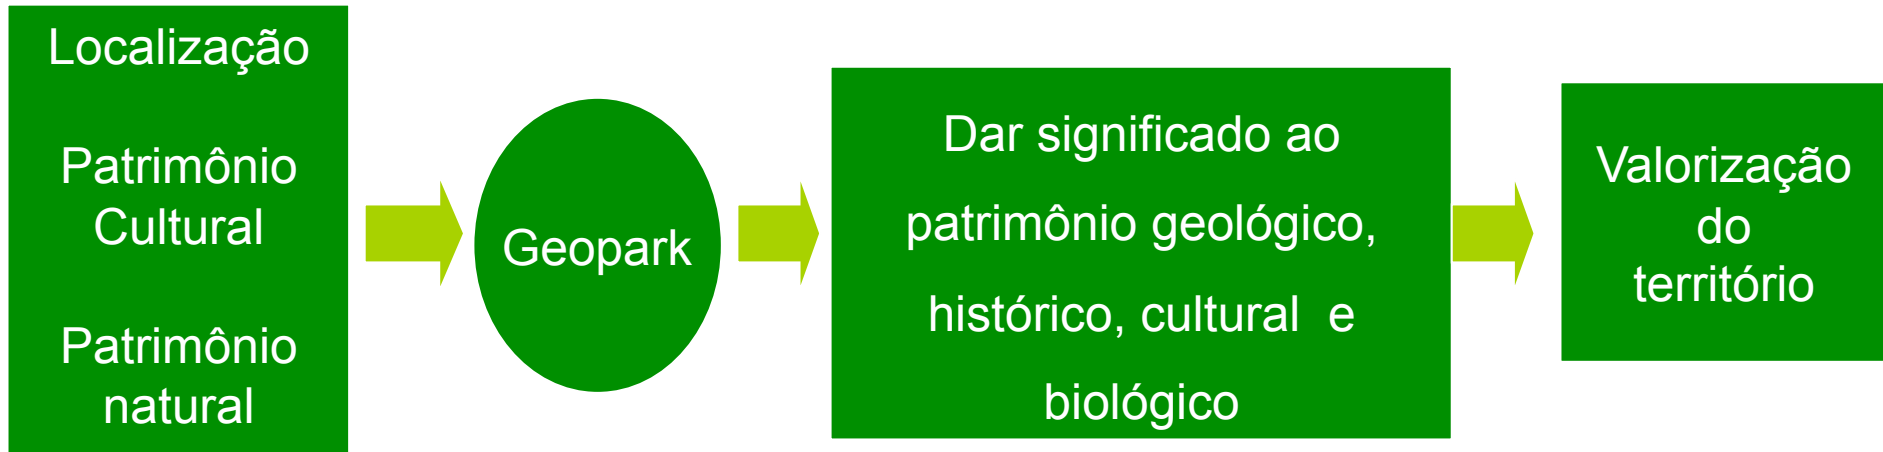 Localização
Patrimônio
Cultural
Patrimônio
natural
Geopark
Dar significado ao
patrimônio geológico,
histórico, cultural e
biológico
Valorização
do
território